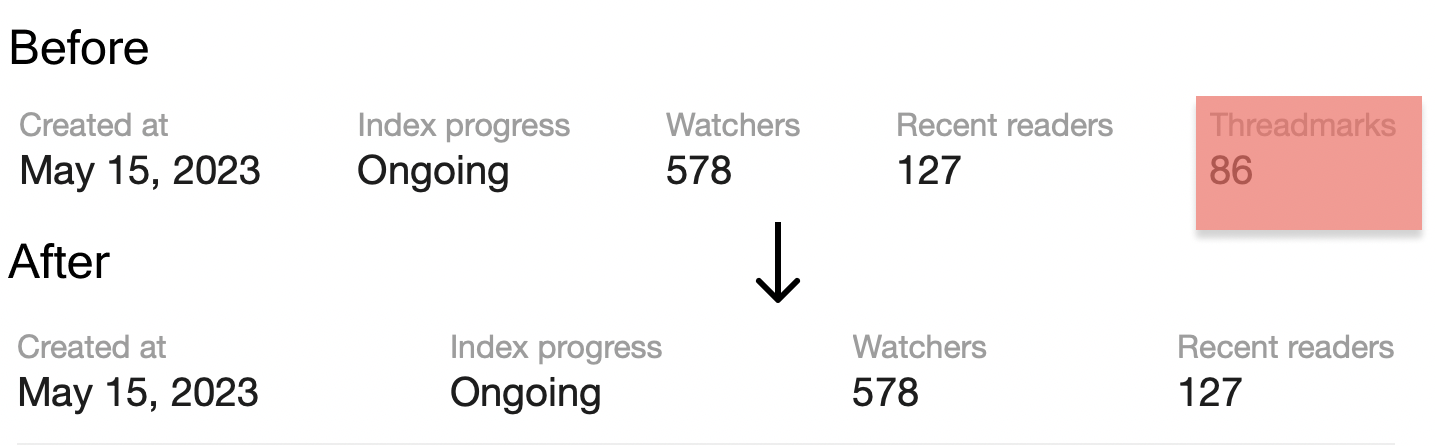 Before
Created at Index progress Watchers Recent readers Threadmarks
May 15, 2023 Ongoing 578 127 86
After
Created at Index progress Watchers Recent readers
May 15, 2023 Ongoing 578 127